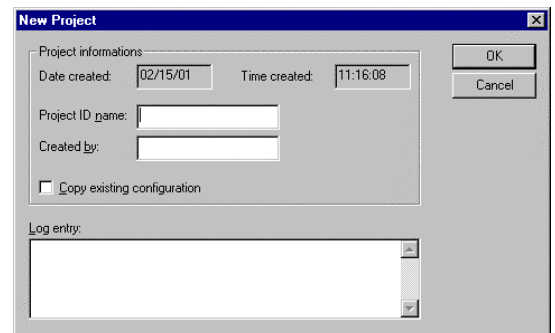 New Project
Project informations
Date created: 02/15/01 Time created: 11:16:08
OK
Cancel
Project ID name:
Created by:
Copy existing configuration
Log entry: